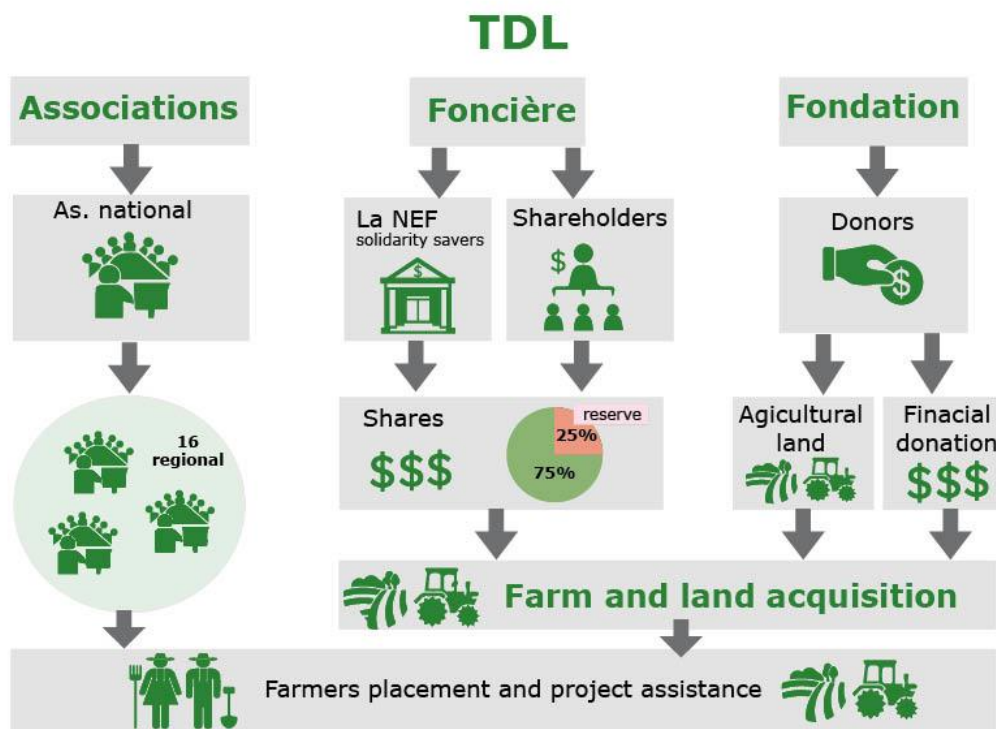 TDL
Associations
Foncière
Fondation
As. national
La NEF
solidarity savers
Shareholders
$
$
Donors
$
16
regional
Shares
$$$
reserve
25%
75%
Agicultural
land
Finacial
donation
$$$
Farm and land acquisition
Farmers placement and project assistance